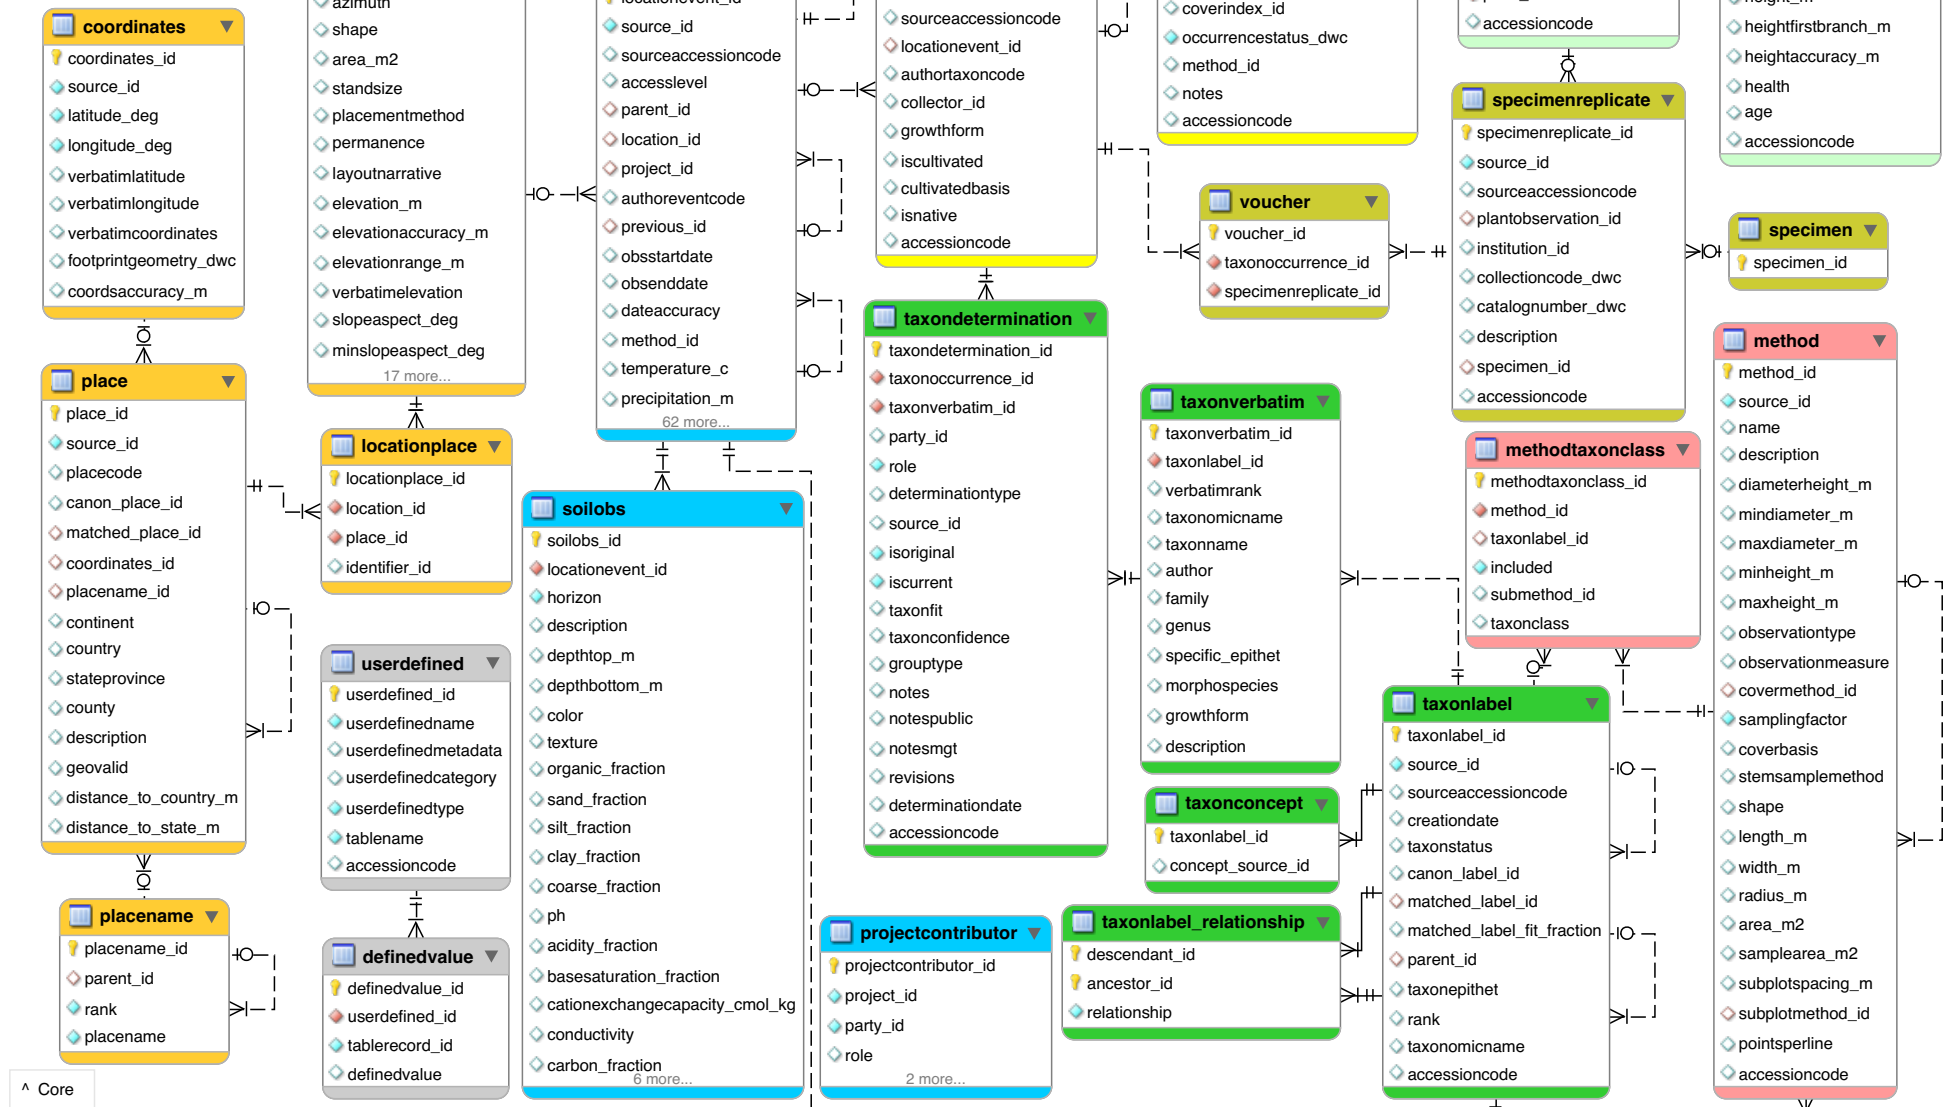 coordinates
coordinates_id
source_id
latitude_deg
longitude_deg
verbatimlatitude
verbatimlongitude
verbatimcoordinates
footprintgeometry_dwc
coordsaccuracy_m
place
place_id
source_id
placecode
canon_place_id
matched_place_id
coordinates_id
placename_id
continent
country
stateprovince
county
description
geovalid
distance_to_country_m
distance_to_state_m
placename
placename_id
parent_id
rank
placename
^ Core
azimuth
shape
area_m2
standsize
placementmethod
permanence
layoutnarrative
elevation_m
elevationaccuracy_m
elevationrange_m
verbatimelevation
slopeaspect_deg
minslopeaspect_deg
17 more...
locationplace
locationplace_id
location_id
place_id
identifier_id
userdefined
userdefined_id
userdefinedname
userdefinedmetadata
userdefinedcategory
userdefinedtype
tablename
accessioncode
definedvalue
definedvalue_id
userdefined_id
tablerecord_id
definedvalue
locationevent_id
source_id
sourceaccessioncode
accesslevel
parent_id
location_id
project_id
authoreventcode
previous_id
obsstartdate
obsenddate
dateaccuracy
method_id
temperature_c
precipitation_m
62 more...
soilobs
soilobs_id
locationevent_id
horizon
description
depthtop_m
depthbottom_m
color
texture
organic_fraction
sand_fraction
silt_fraction
clay_fraction
coarse_fraction
ph
acidity_fraction
basesaturation_fraction
cationexchangecapacity_cmol_kg
conductivity
carbon_fraction
6 more...
sourceaccessioncode
locationevent_id
authortaxoncode
collector_id
growthform
iscultivated
cultivatedbasis
isnative
accessioncode
taxondetermination
taxondetermination_id
taxonoccurrence_id
taxonverbatim_id
party_id
role
determinationtype
source_id
isoriginal
iscurrent
taxonfit
taxonconfidence
grouptype
notes
notespublic
notesmgt
revisions
determinationdate
accessioncode
projectcontributor
projectcontributor_id
project_id
party_id
role
2 more...
coverindex_id
occurrencestatus_dwc
method_id
notes
accessioncode
voucher
voucher_id
taxonoccurrence_id
specimenreplicate_id
taxonverbatim
taxonverbatim_id
taxonlabel_id
verbatimrank
taxonomicname
taxonname
author
family
genus
specific_epithet
morphospecies
growthform
description
taxonconcept
taxonlabel_id
concept_source_id
taxonlabel_relationship
descendant_id
ancestor_id
relationship
accessioncode
specimenreplicate
specimenreplicate_id
source_id
sourceaccessioncode
plantobservation_id
institution_id
collectioncode_dwc
catalognumber_dwc
description
specimen_id
accessioncode
methodtaxonclass
methodtaxonclass_id
method_id
taxonlabel_id
included
submethod_id
taxonclass
taxonlabel
taxonlabel_id
source_id
sourceaccessioncode
creationdate
taxonstatus
canon_label_id
matched_label_id
matched_label_fit_fraction
parent_id
taxonepithet
rank
taxonomicname
accessioncode
height_m
heightfirstbranch_m
heightaccuracy_m
health
age
accessioncode
specimen
specimen_id
method
method_id
source_id
name
description
diameterheight_m
mindiameter_m
maxdiameter_m
minheight_m
maxheight_m
observationtype
observationmeasure
covermethod_id
samplingfactor
coverbasis
stemsamplemethod
shape
length_m
width_m
radius_m
area_m2
samplearea_m2
subplotspacing_m
subplotmethod_id
pointsperline
accessioncode